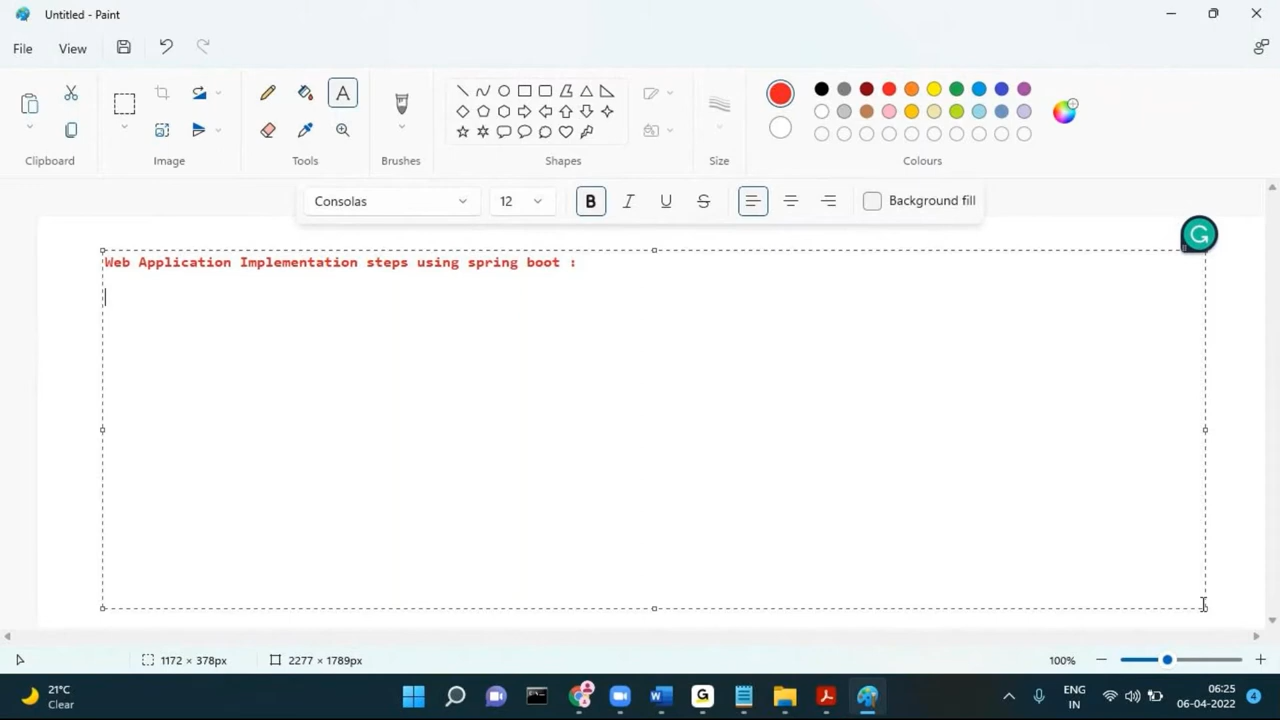 Untitled - Paint
File View
Clipboard Image Tools Brushes Shapes Size Colours
Consolas 12 B I U S Background fill
Web Application Implementation steps using spring boot :
1172 × 378px 2277 × 1789px 100%
21°C
Clear
ENG
IN
06:25
06-04-2022
4